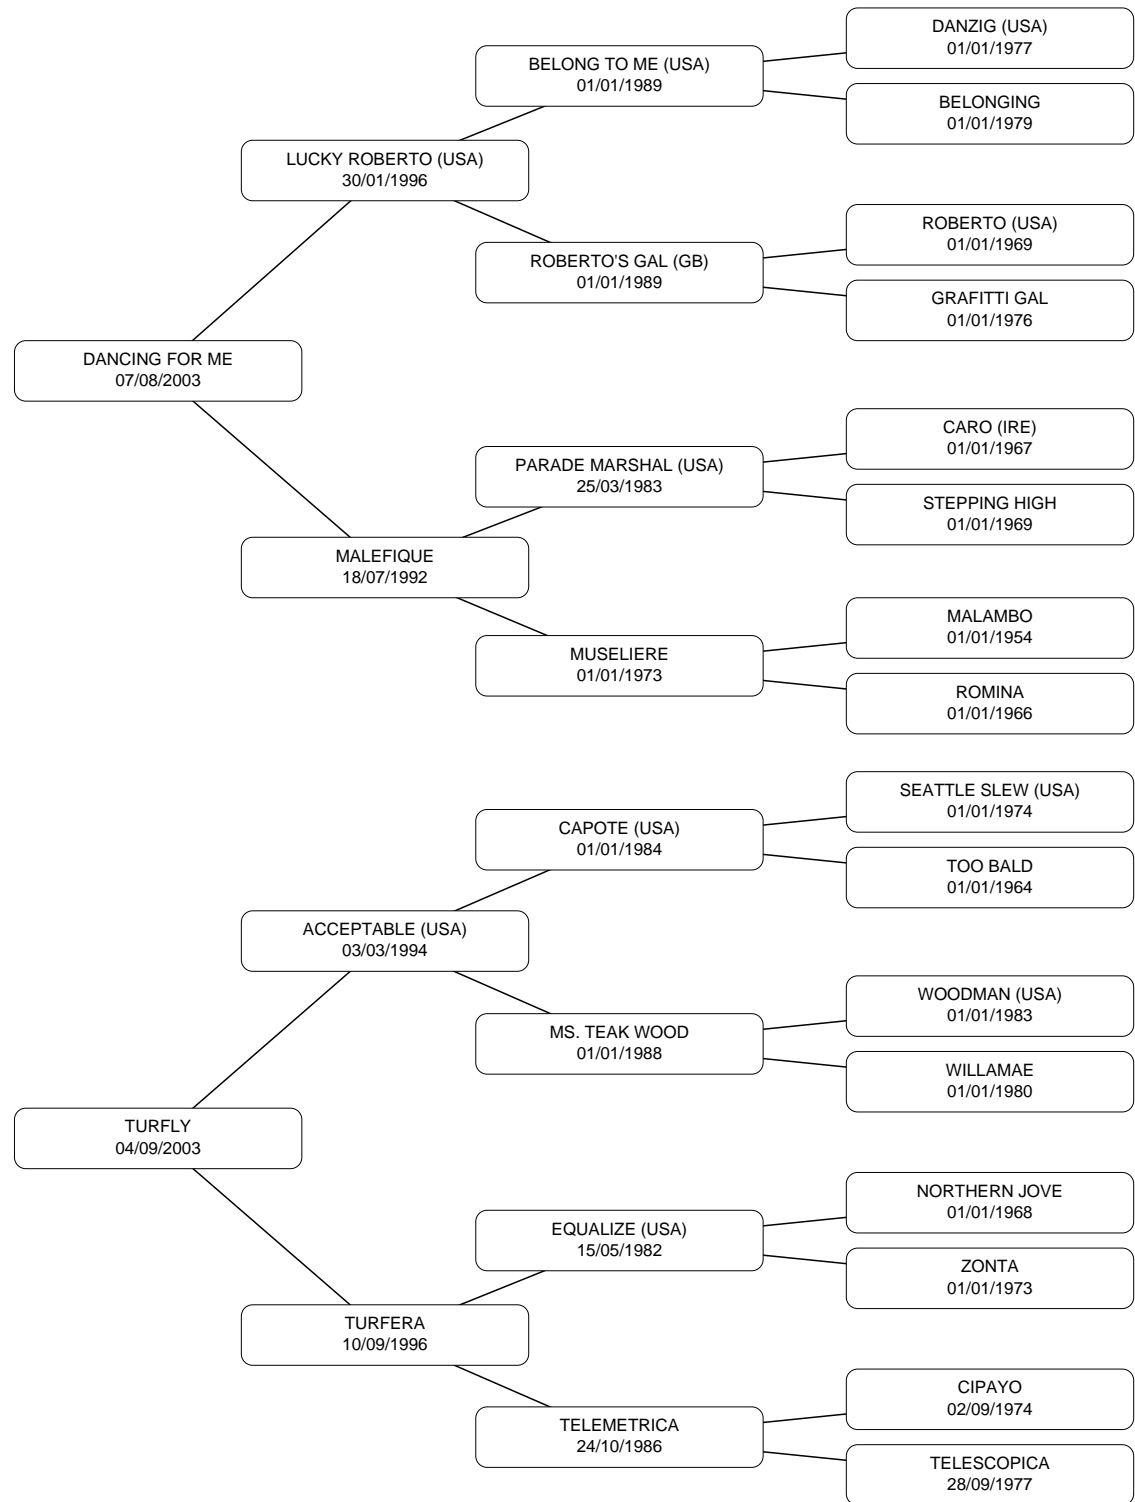 DANZIG (USA)
01/01/1977
BELONG TO ME (USA)
01/01/1989
BELONGING
01/01/1979
LUCKY ROBERTO (USA)
30/01/1996
ROBERTO (USA)
01/01/1969
ROBERTO'S GAL (GB)
01/01/1989
GRAFITTI GAL
01/01/1976
DANCING FOR ME
07/08/2003
CARO (IRE)
01/01/1967
PARADE MARSHAL (USA)
25/03/1983
STEPPING HIGH
01/01/1969
MALEFIQUE
18/07/1992
MALAMBO
01/01/1954
MUSELIERE
01/01/1973
ROMINA
01/01/1966
SEATTLE SLEW (USA)
01/01/1974
CAPOTE (USA)
01/01/1984
TOO BALD
01/01/1964
ACCEPTABLE (USA)
03/03/1994
WOODMAN (USA)
01/01/1983
MS. TEAK WOOD
01/01/1988
WILLAMAE
01/01/1980
TURFLY
04/09/2003
NORTHERN JOVE
01/01/1968
EQUALIZE (USA)
15/05/1982
ZONTA
01/01/1973
TURFERA
10/09/1996
CIPAYO
02/09/1974
TELEMETRICA
24/10/1986
TELESCOPICA
28/09/1977